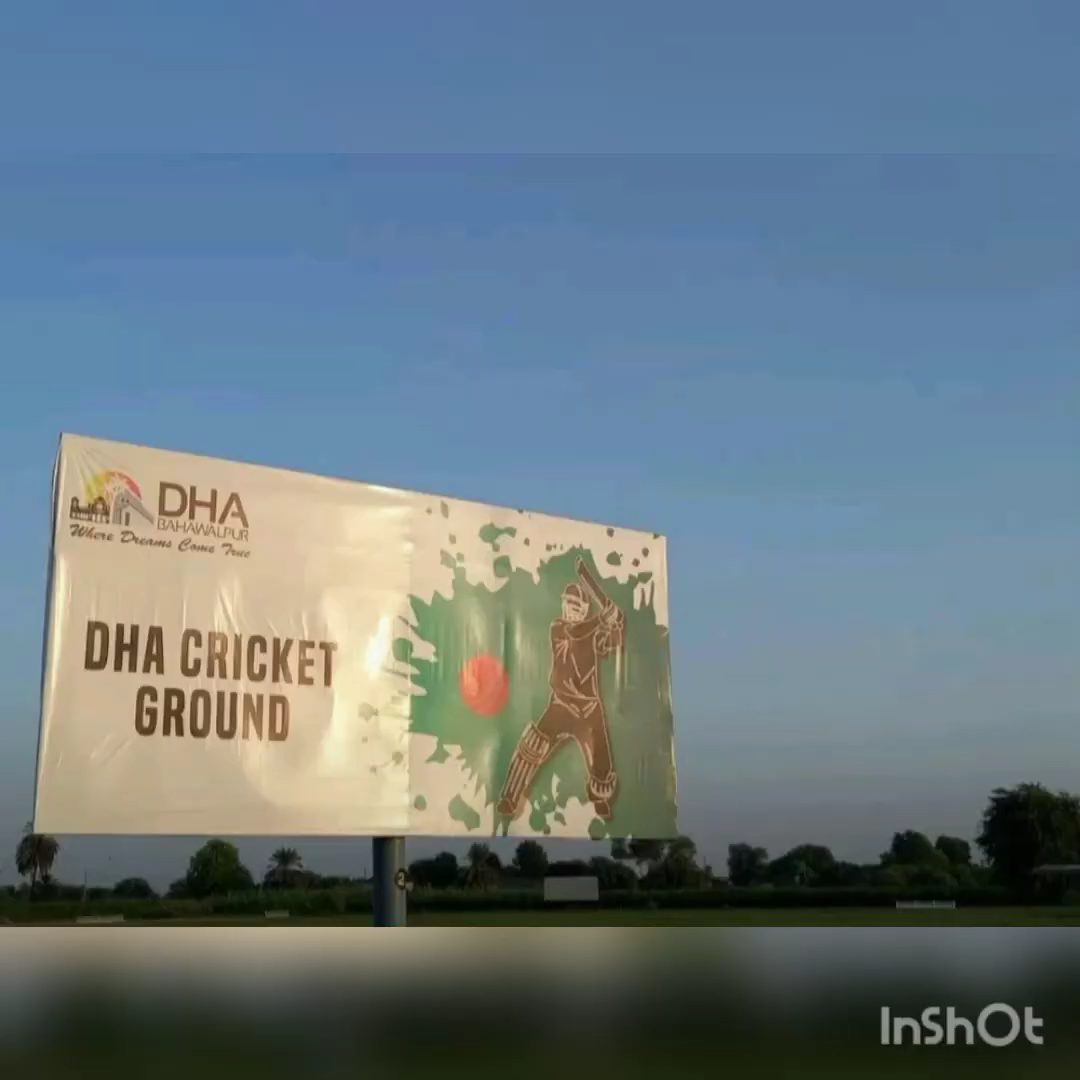 DHA
BAHAWALPUR
Where Dreams Come True
DHA CRICKET
GROUND
InShOt